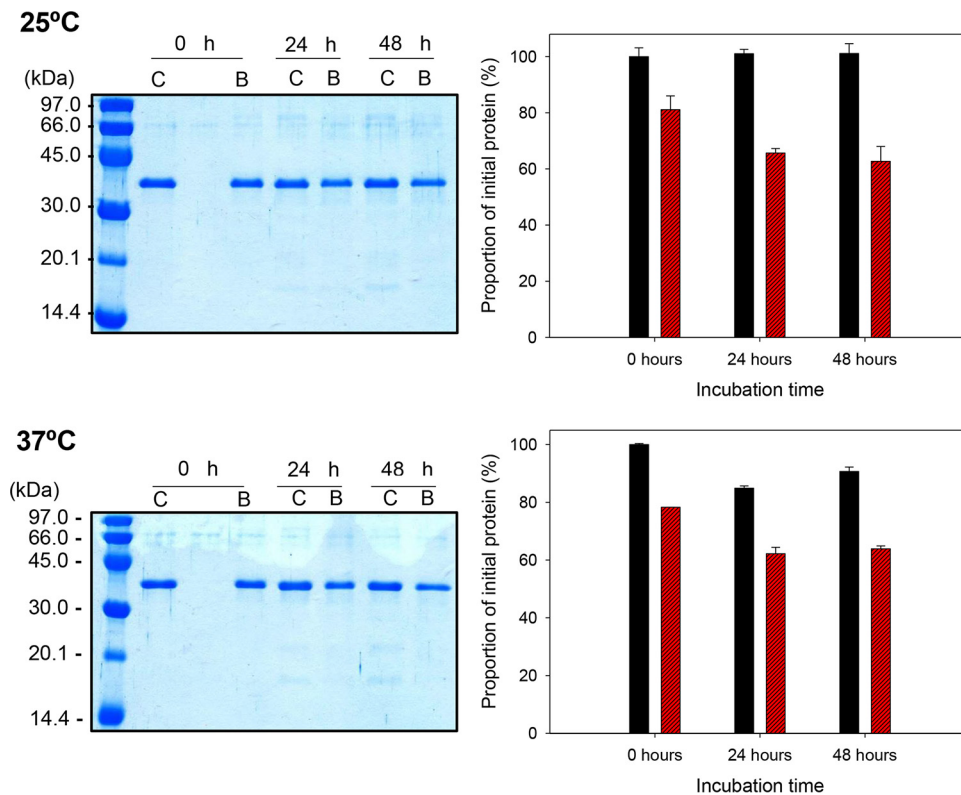 25ºC
0 h 24 h 48 h
(kDa) C B C B C B
97.0
66.0
45.0
30.0
20.1
14.4
Proportion of initial protein (%)
100
80
60
40
20
0
0 hours 24 hours 48 hours
Incubation time
37ºC
0 h 24 h 48 h
(kDa) C B C B C B
97.0 -
66.0 -
45.0 -
30.0 -
20.1 -
14.4 -
Proportion of initial protein (%)
100
80
60
40
20
0
0 hours 24 hours 48 hours
Incubation time